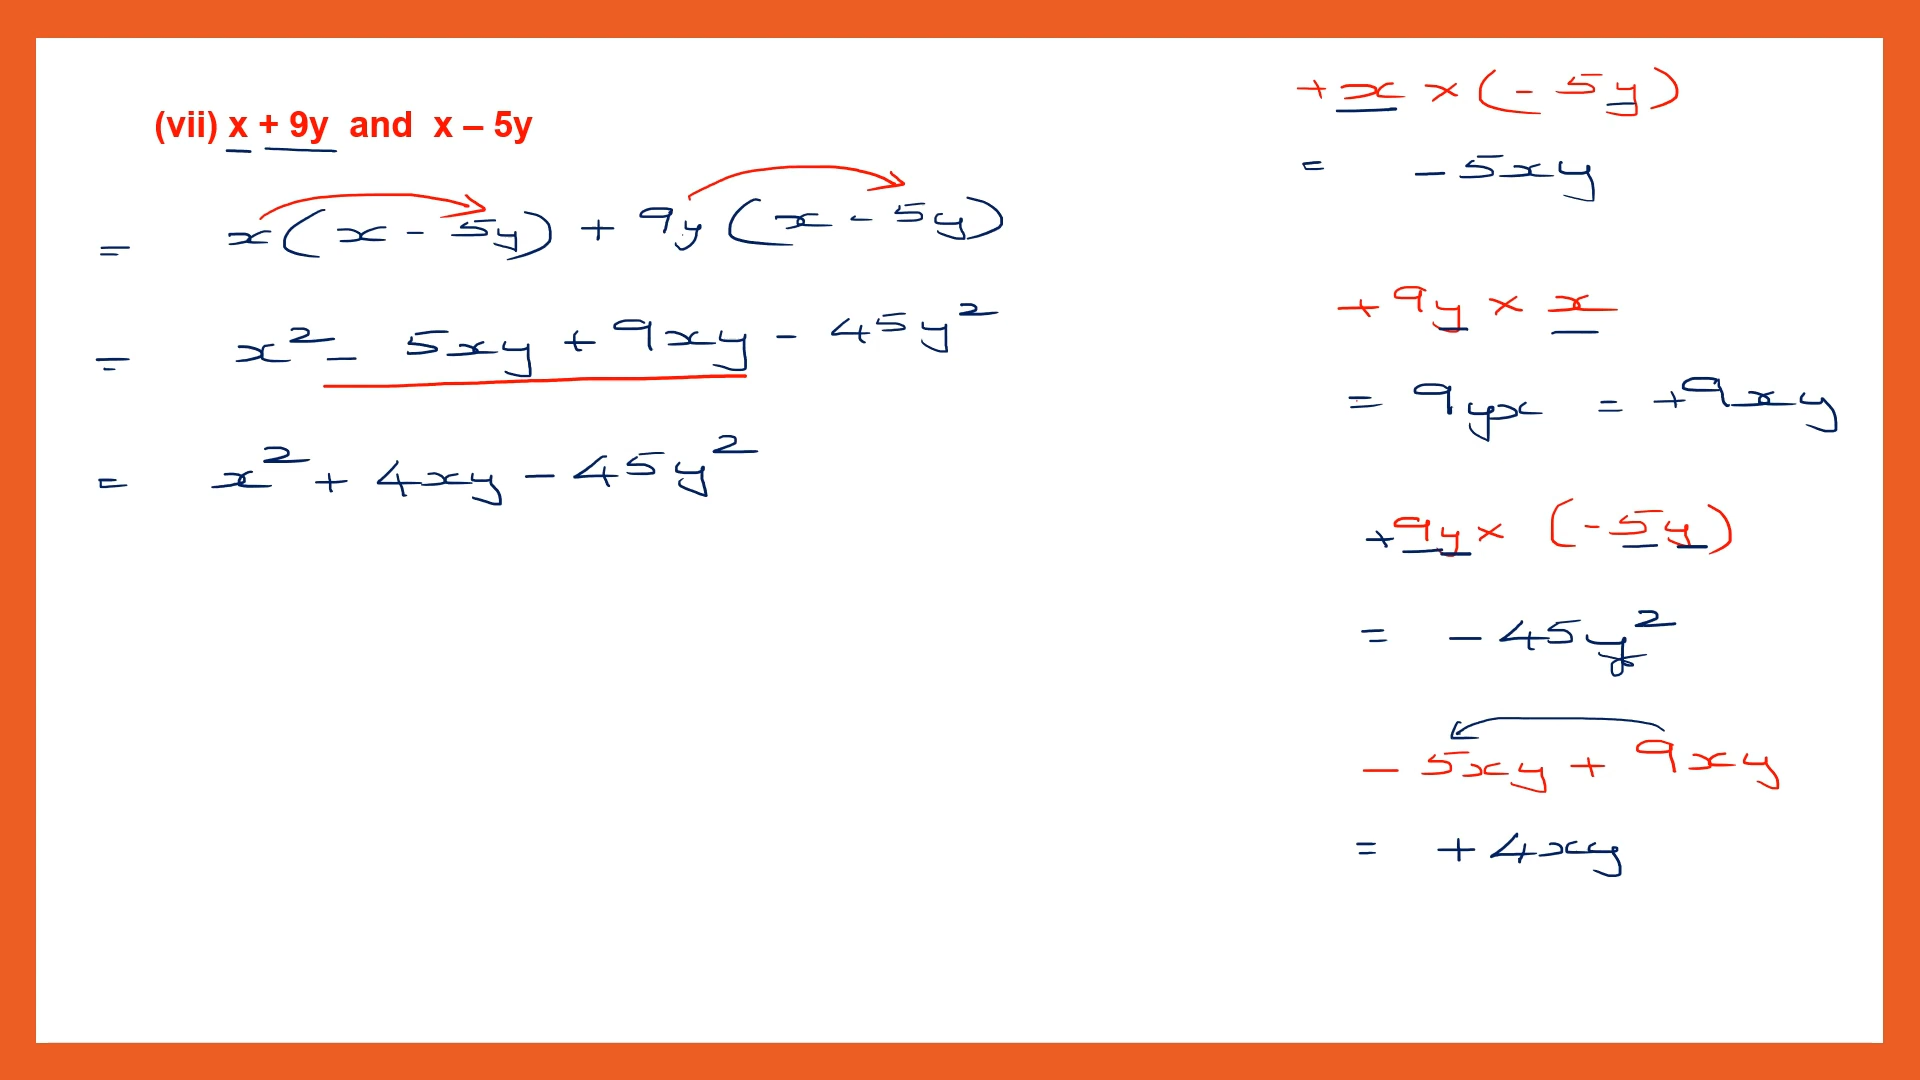 (vii) x + 9y and x – 5y
= x(x - 5y) + 9y(x - 5y)
= x² - 5xy + 9xy - 45y²
= x² + 4xy - 45y²
+x × (-5y)
= -5xy
+9y × x
= 9yx = +9xy
+9y × (-5y)
= -45y²
-5xy + 9xy
= +4xy